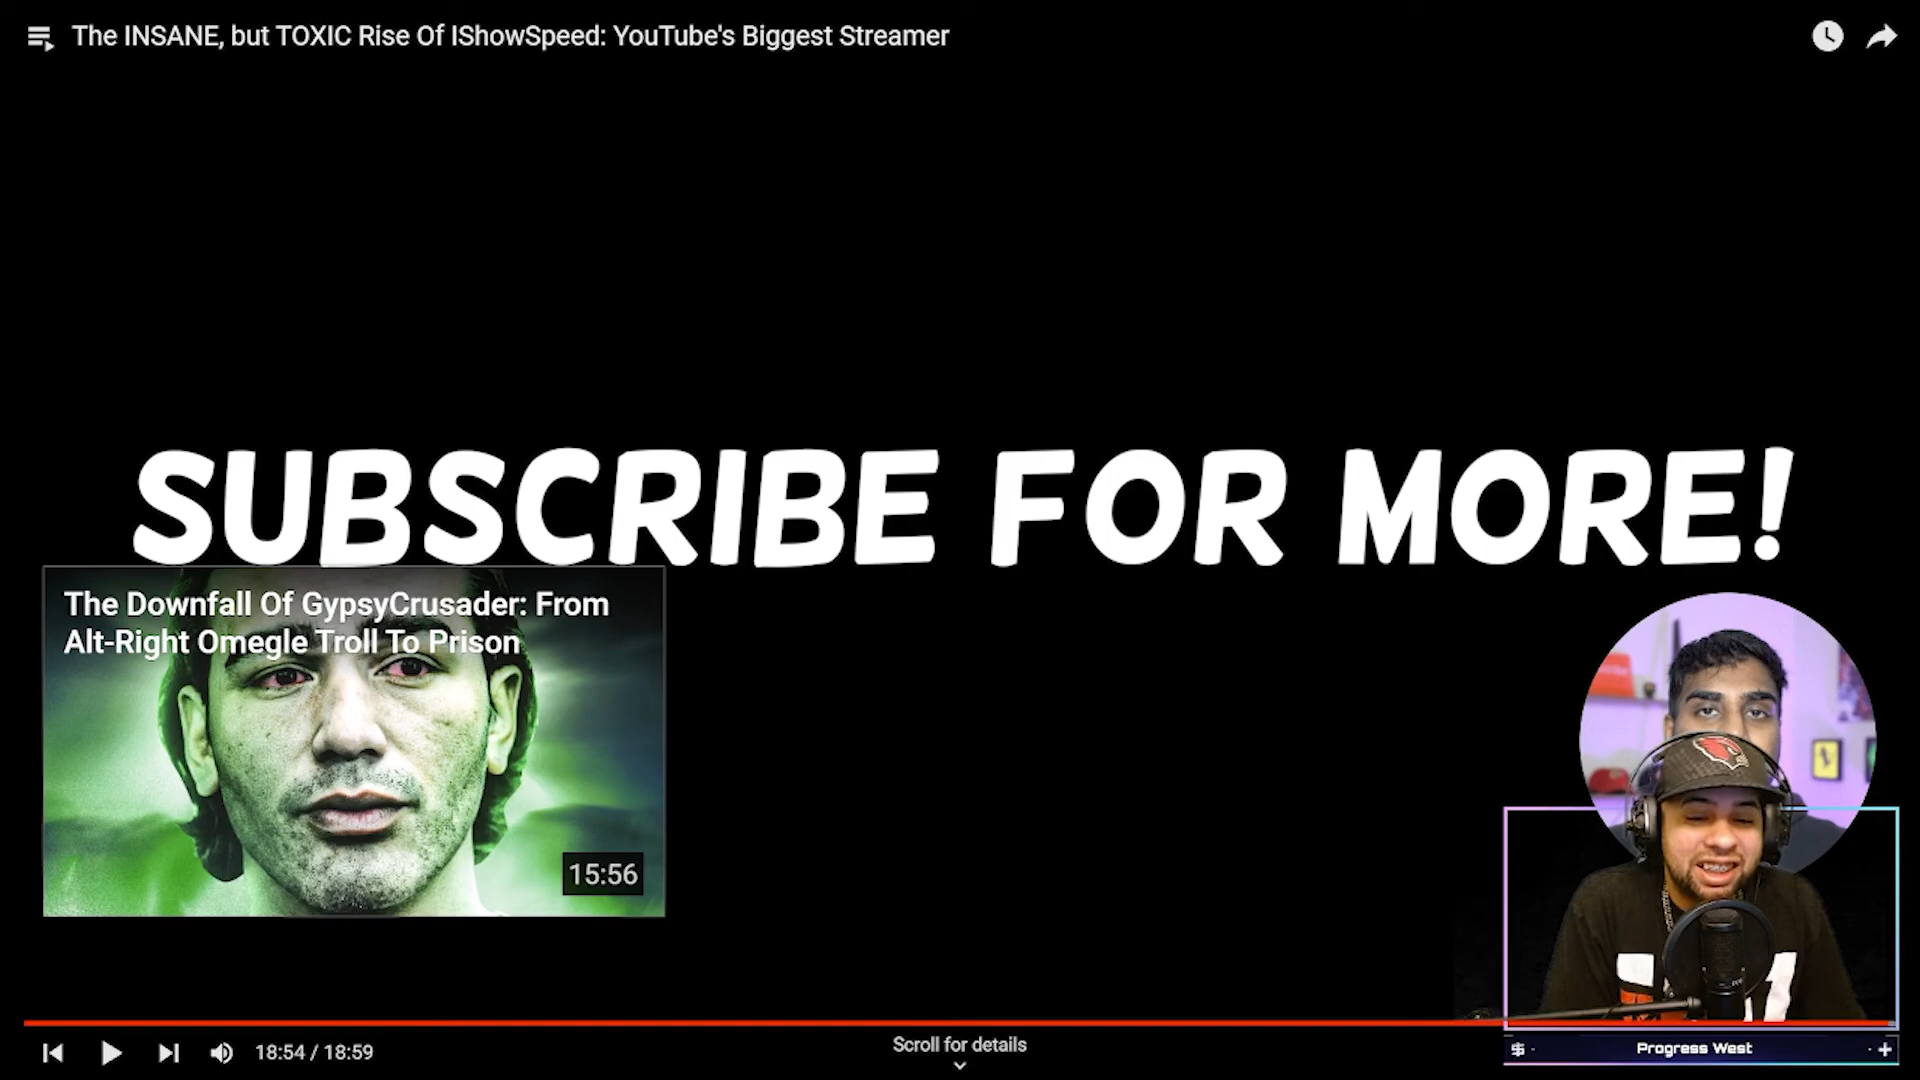 The INSANE, but TOXIC Rise Of IShowSpeed: YouTube's Biggest Streamer
SUBSCRIBE FOR MORE!
The Downfall Of GypsyCrusader: From
Alt-Right Omegle Troll To Prison
15:56
18:54 / 18:59
Scroll for details
Progress West